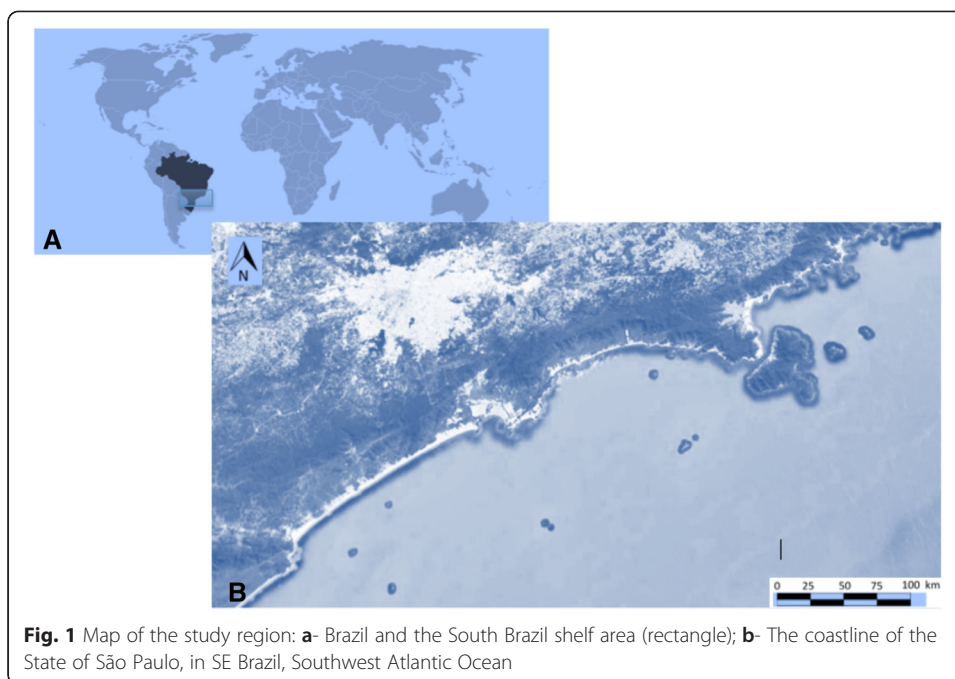 A
N
B
0 25 50 75 100 km
Fig. 1 Map of the study region: a- Brazil and the South Brazil shelf area (rectangle); b- The coastline of the
State of São Paulo, in SE Brazil, Southwest Atlantic Ocean